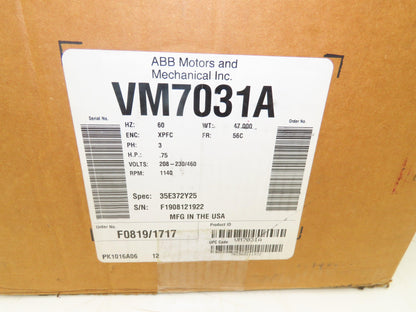 ABB Motors and
Mechanical Inc.
VM7031A
Serial No. Order No.
HZ: 60 WT: 47.000
ENC: XPFC FR: 56C
PH: 3
H.P.: .75
VOLTS: 208-230/460
RPM: 1140
Spec: 35E372Y25
S/N: F1908121922
MFG IN THE USA
Order No. Product ID
F0819/1717
UPC Code VM7031A
PK1016A06 12